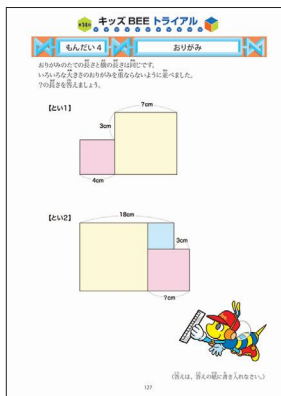 第14回 キッズBEE トライアル
もんだい4 おりがみ
おりがみのたての長さと横の長さは同じです。
いろいろな大きさのおりがみを重ならないように並べました。
?の長さを答えましょう。
【とい1】
?cm
3cm
4cm
【とい2】
18cm
3cm
?cm
(答えは、答えの紙に書き入れなさい。)
127